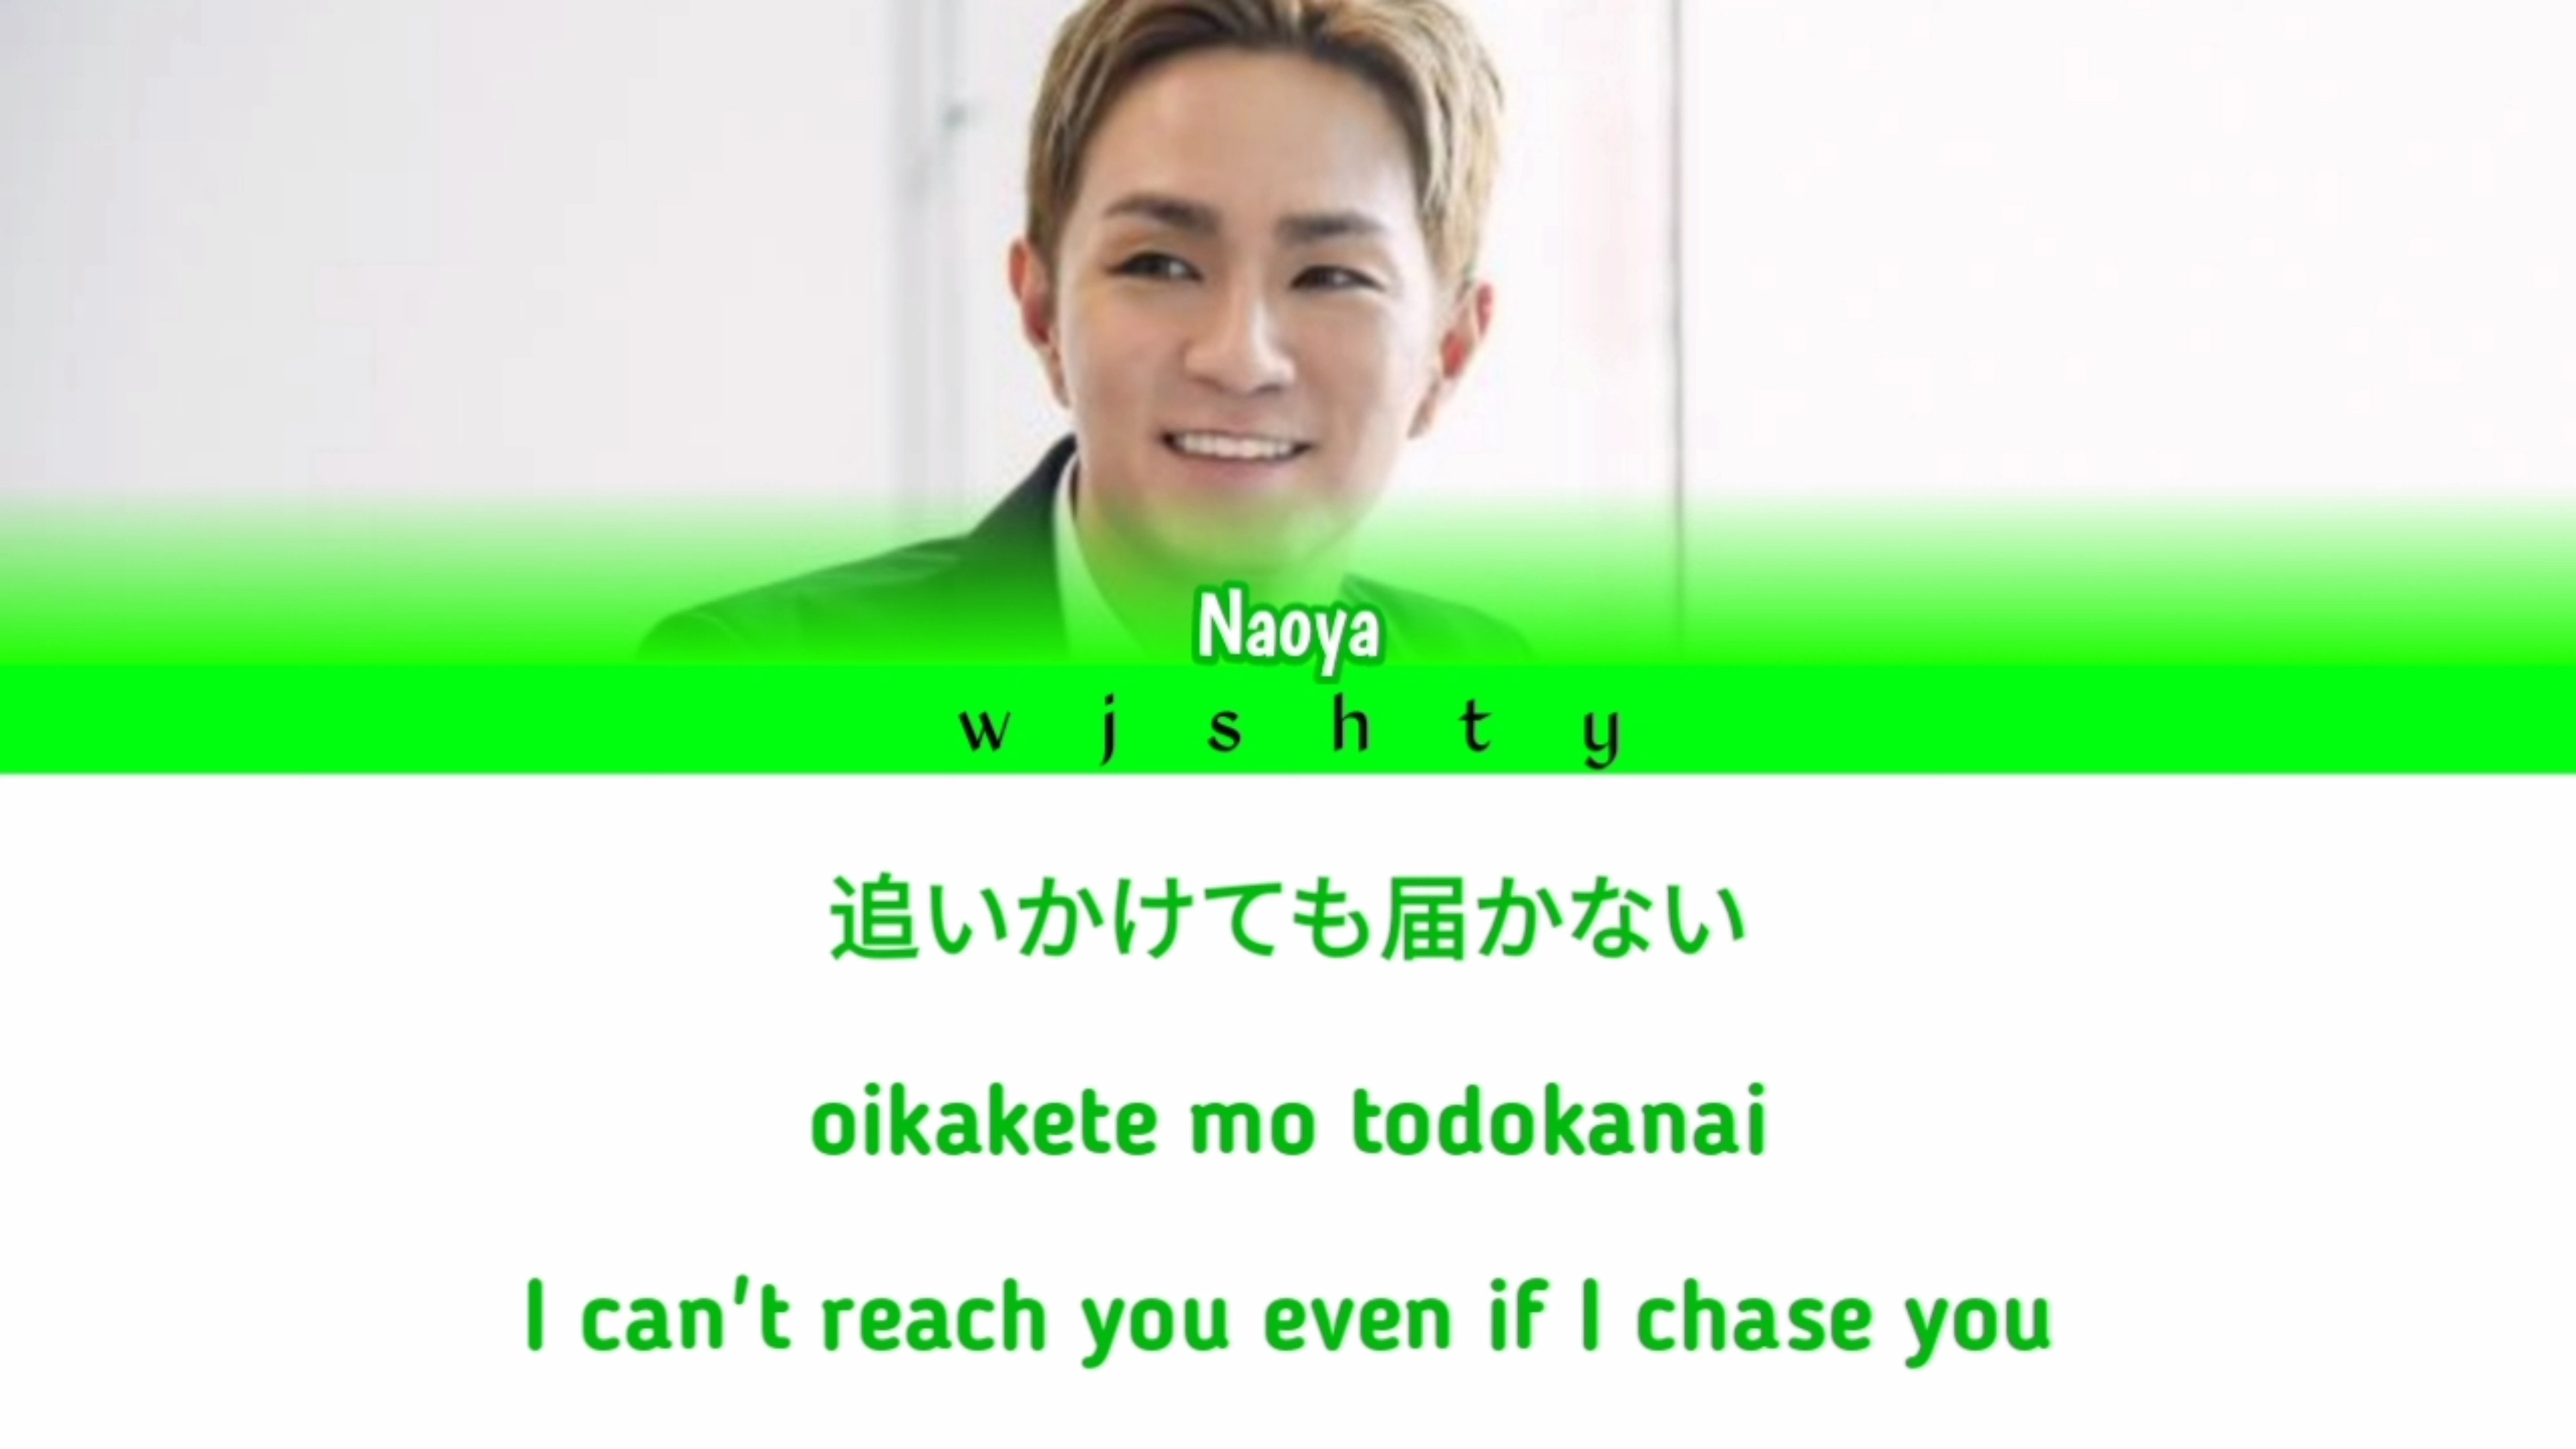 Naoya
w j s h t y
追いかけても届かない
oikakete mo todokanai
I can't reach you even if I chase you